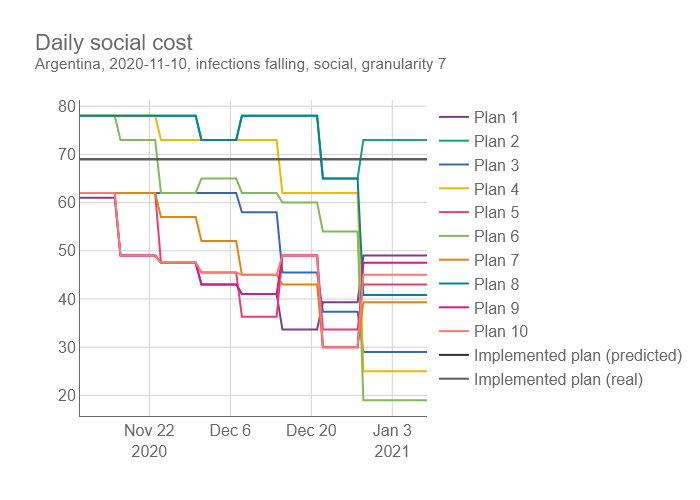 Daily social cost
Argentina, 2020-11-10, infections falling, social, granularity 7
80
70
60
50
40
30
20
Nov 22
2020
Dec 6
Dec 20
Jan 3
2021
Plan 1
Plan 2
Plan 3
Plan 4
Plan 5
Plan 6
Plan 7
Plan 8
Plan 9
Plan 10
Implemented plan (predicted)
Implemented plan (real)